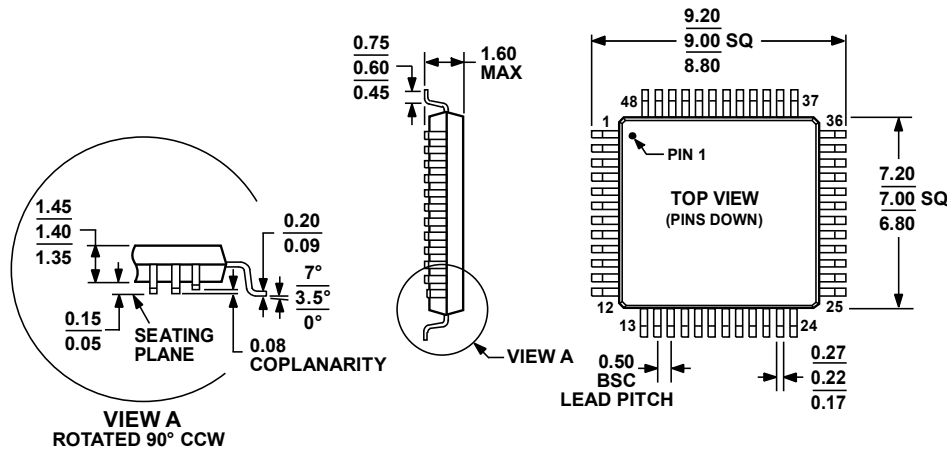 0.75
0.60
0.45
1.60
MAX
9.20
9.00 SQ
8.80
48
37
1
36
PIN 1
TOP VIEW
(PINS DOWN)
7.20
7.00 SQ
6.80
12
25
13
24
0.50
BSC
LEAD PITCH
0.27
0.22
0.17
VIEW A
1.45
1.40
1.35
0.20
0.09
7°
3.5°
0°
0.15
0.05
SEATING
PLANE
0.08
COPLANARITY
VIEW A
ROTATED 90° CCW